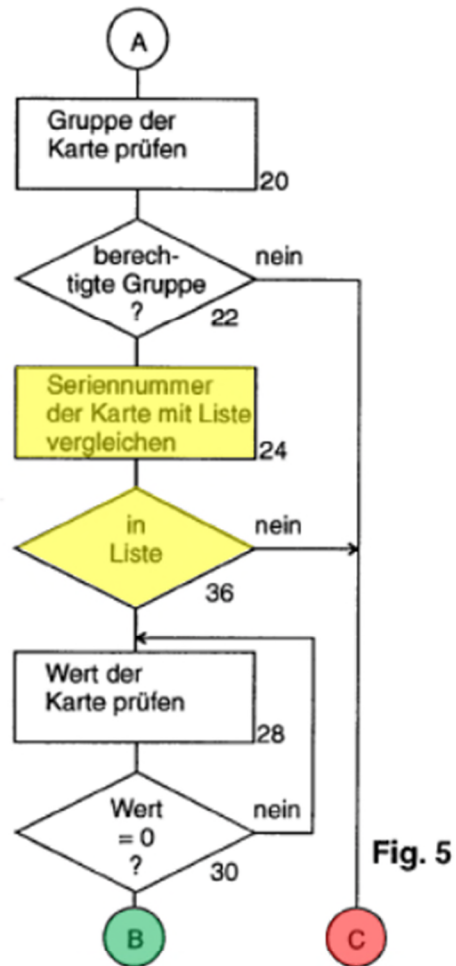 A
Gruppe der
Karte prüfen
20
berech-
tigte Gruppe
?
nein
22
Seriennummer
der Karte mit Liste
vergleichen
24
in
Liste
nein
36
Wert der
Karte prüfen
28
Wert
= 0
?
nein
30
Fig. 5
B
C